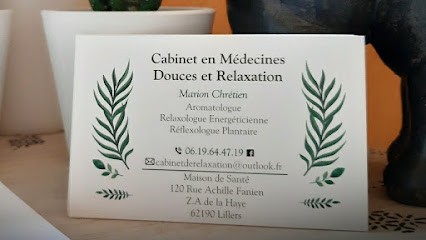 Cabinet en Médecines
Douces et Relaxation
Marion Chrétien
Aromatologue
Relaxologue Energéticienne
Réflexologue Plantaire
06.19.64.47.19
cabinetderelaxation@outlook.fr
Maison de Santé
120 Rue Achille Fanien
Z.A de la Haye
62190 Lillers